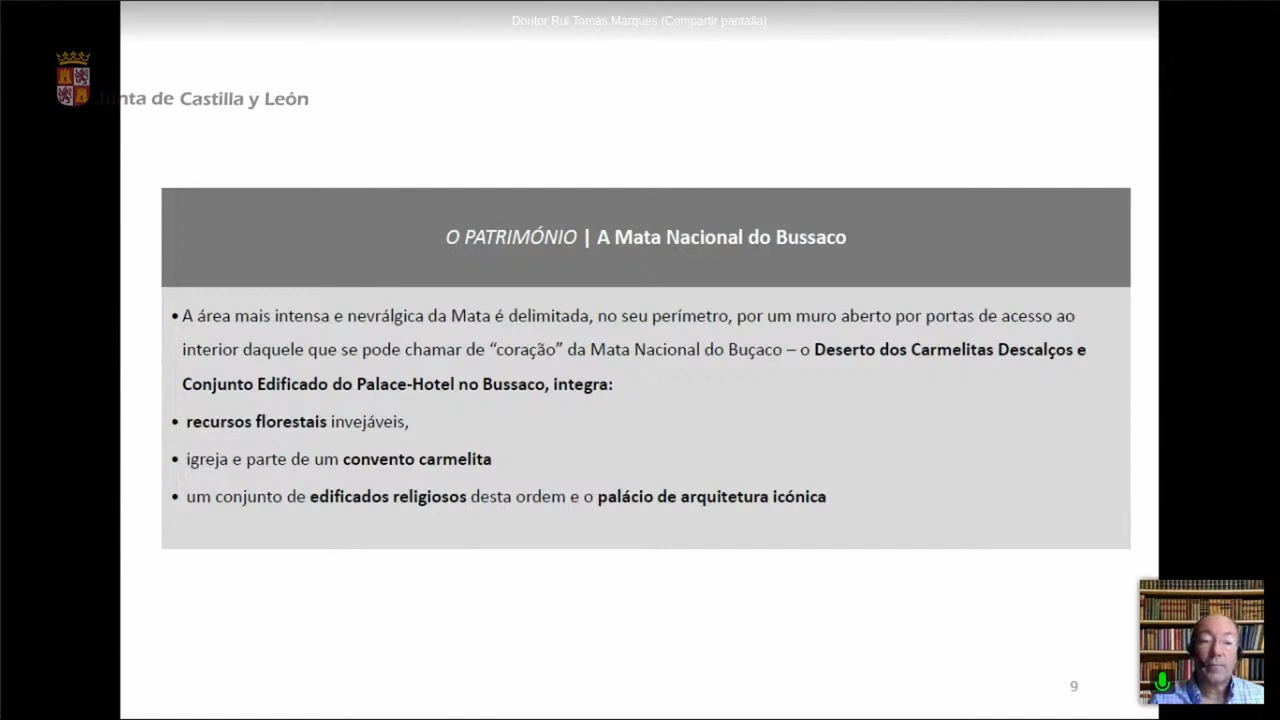 Doutor Rui Tomás Marques (Compartir pantalla)
Junta de Castilla y León
O PATRIMÓNIO | A Mata Nacional do Bussaco
• A área mais intensa e nevrálgica da Mata é delimitada, no seu perímetro, por um muro aberto por portas de acesso ao
interior daquele que se pode chamar de “coração” da Mata Nacional do Buçaco – o Deserto dos Carmelitas Descalços e
Conjunto Edificado do Palace-Hotel no Bussaco, integra:
• recursos florestais invejáveis,
• igreja e parte de um convento carmelita
• um conjunto de edificados religiosos desta ordem e o palácio de arquitetura icónica
9